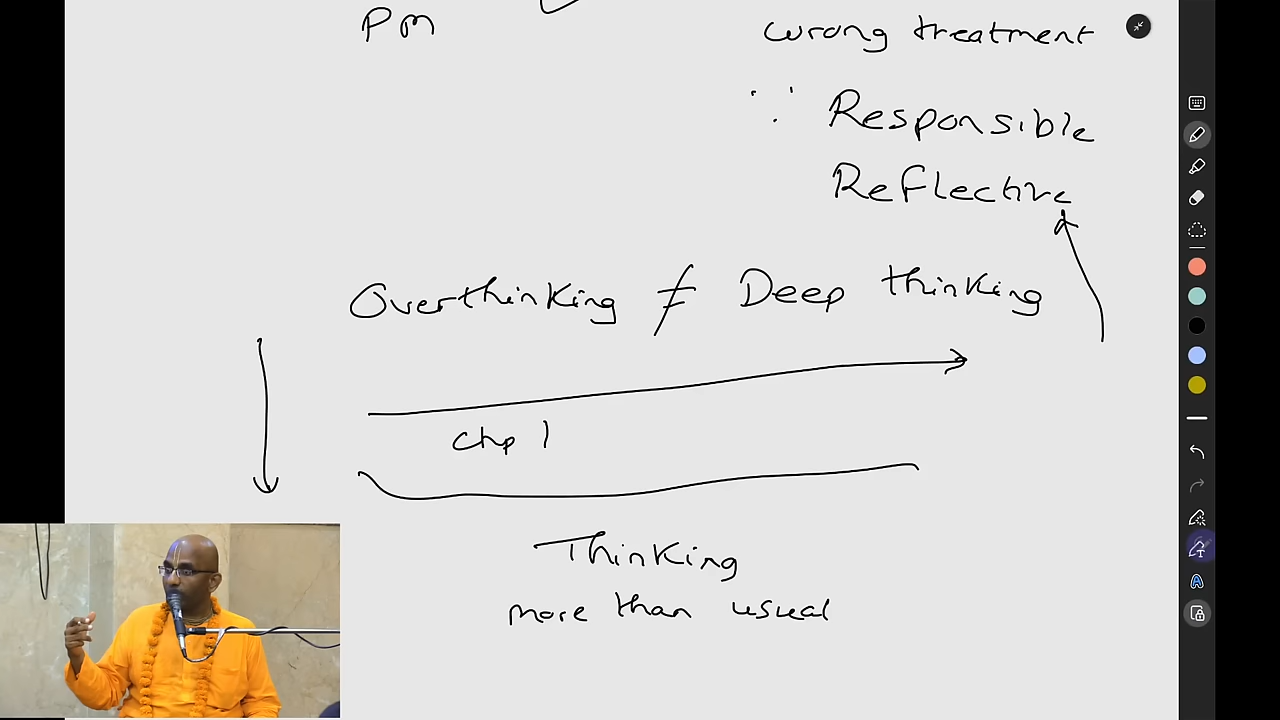 PM
wrong treatment
∵ Responsible
Reflective
Overthinking ≠ Deep thinking
Chp 1
Thinking
more than usual